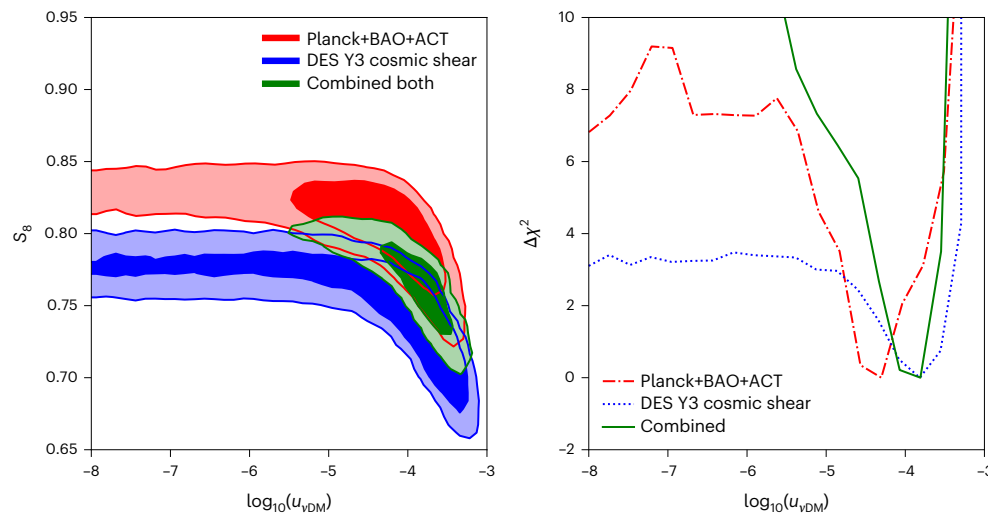 0.95
0.90
0.85
0.80
0.75
0.70
0.65
S8
Planck+BAO+ACT
DES Y3 cosmic shear
Combined both
–8
–7
–6
–5
–4
–3
log10(uνDM)
10
8
6
4
2
0
–2
Δχ2
Planck+BAO+ACT
DES Y3 cosmic shear
Combined
–8
–7
–6
–5
–4
–3
log10(uνDM)